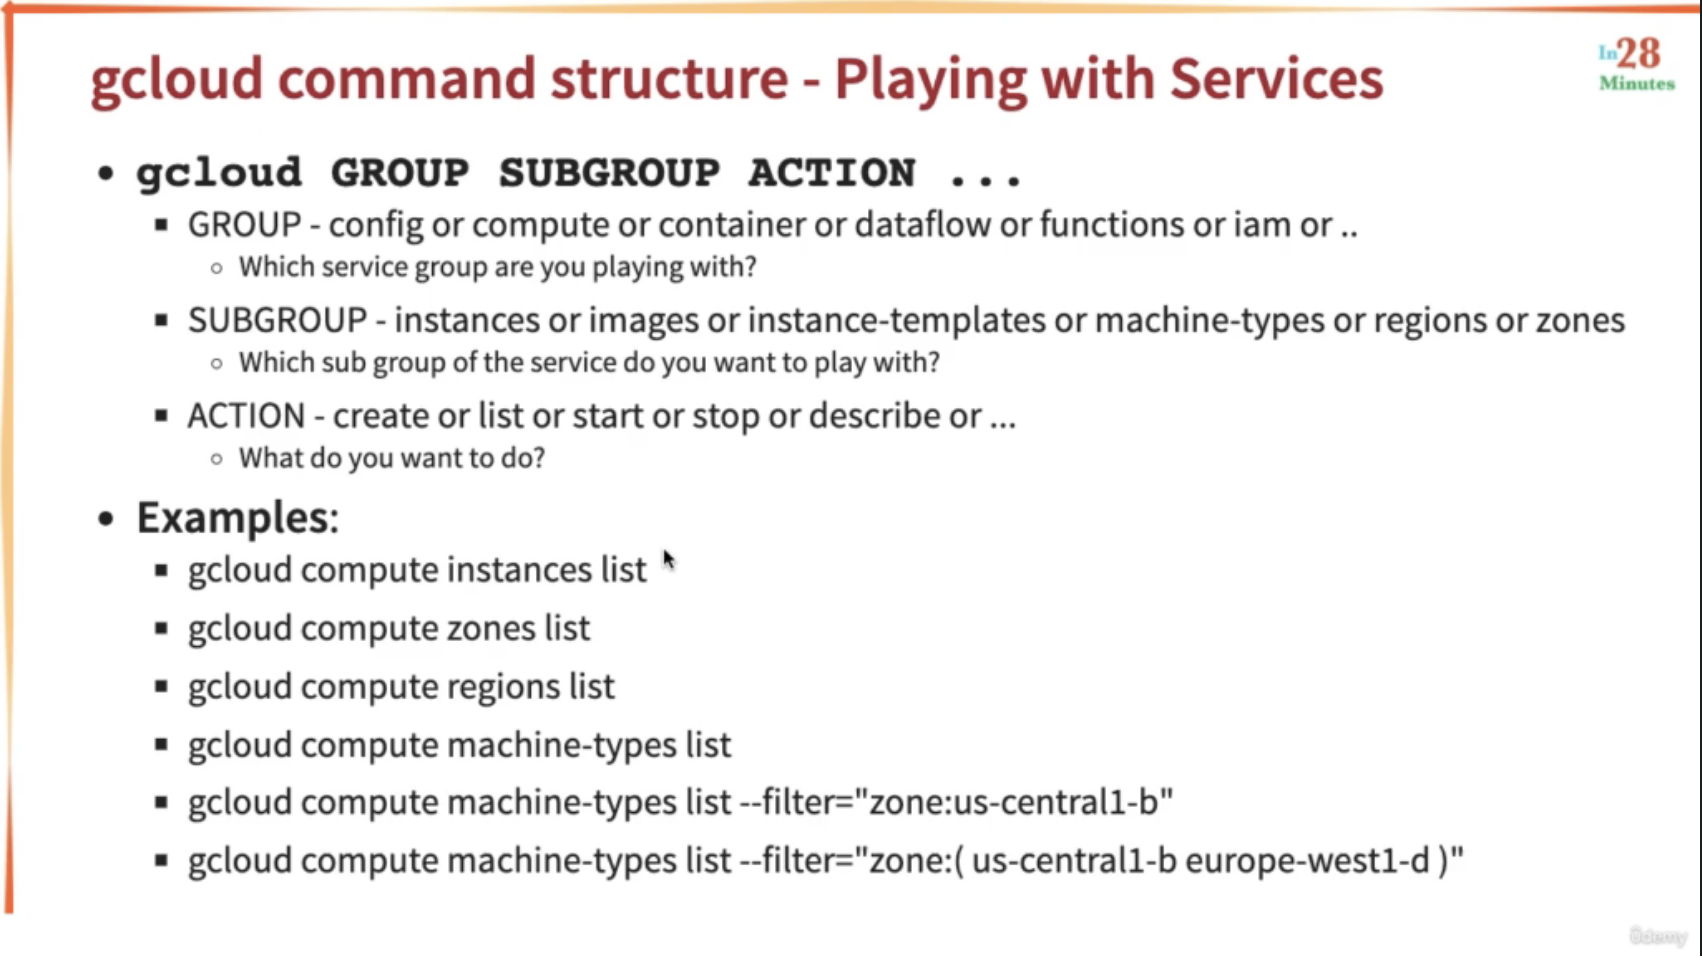 gcloud command structure - Playing with Services
In28
Minutes
• gcloud GROUP SUBGROUP ACTION ...
▪ GROUP - config or compute or container or dataflow or functions or iam or ..
○ Which service group are you playing with?
▪ SUBGROUP - instances or images or instance-templates or machine-types or regions or zones
○ Which sub group of the service do you want to play with?
▪ ACTION - create or list or start or stop or describe or ...
○ What do you want to do?
• Examples:
▪ gcloud compute instances list
▪ gcloud compute zones list
▪ gcloud compute regions list
▪ gcloud compute machine-types list
▪ gcloud compute machine-types list --filter="zone:us-central1-b"
▪ gcloud compute machine-types list --filter="zone:( us-central1-b europe-west1-d )"
ûdemy